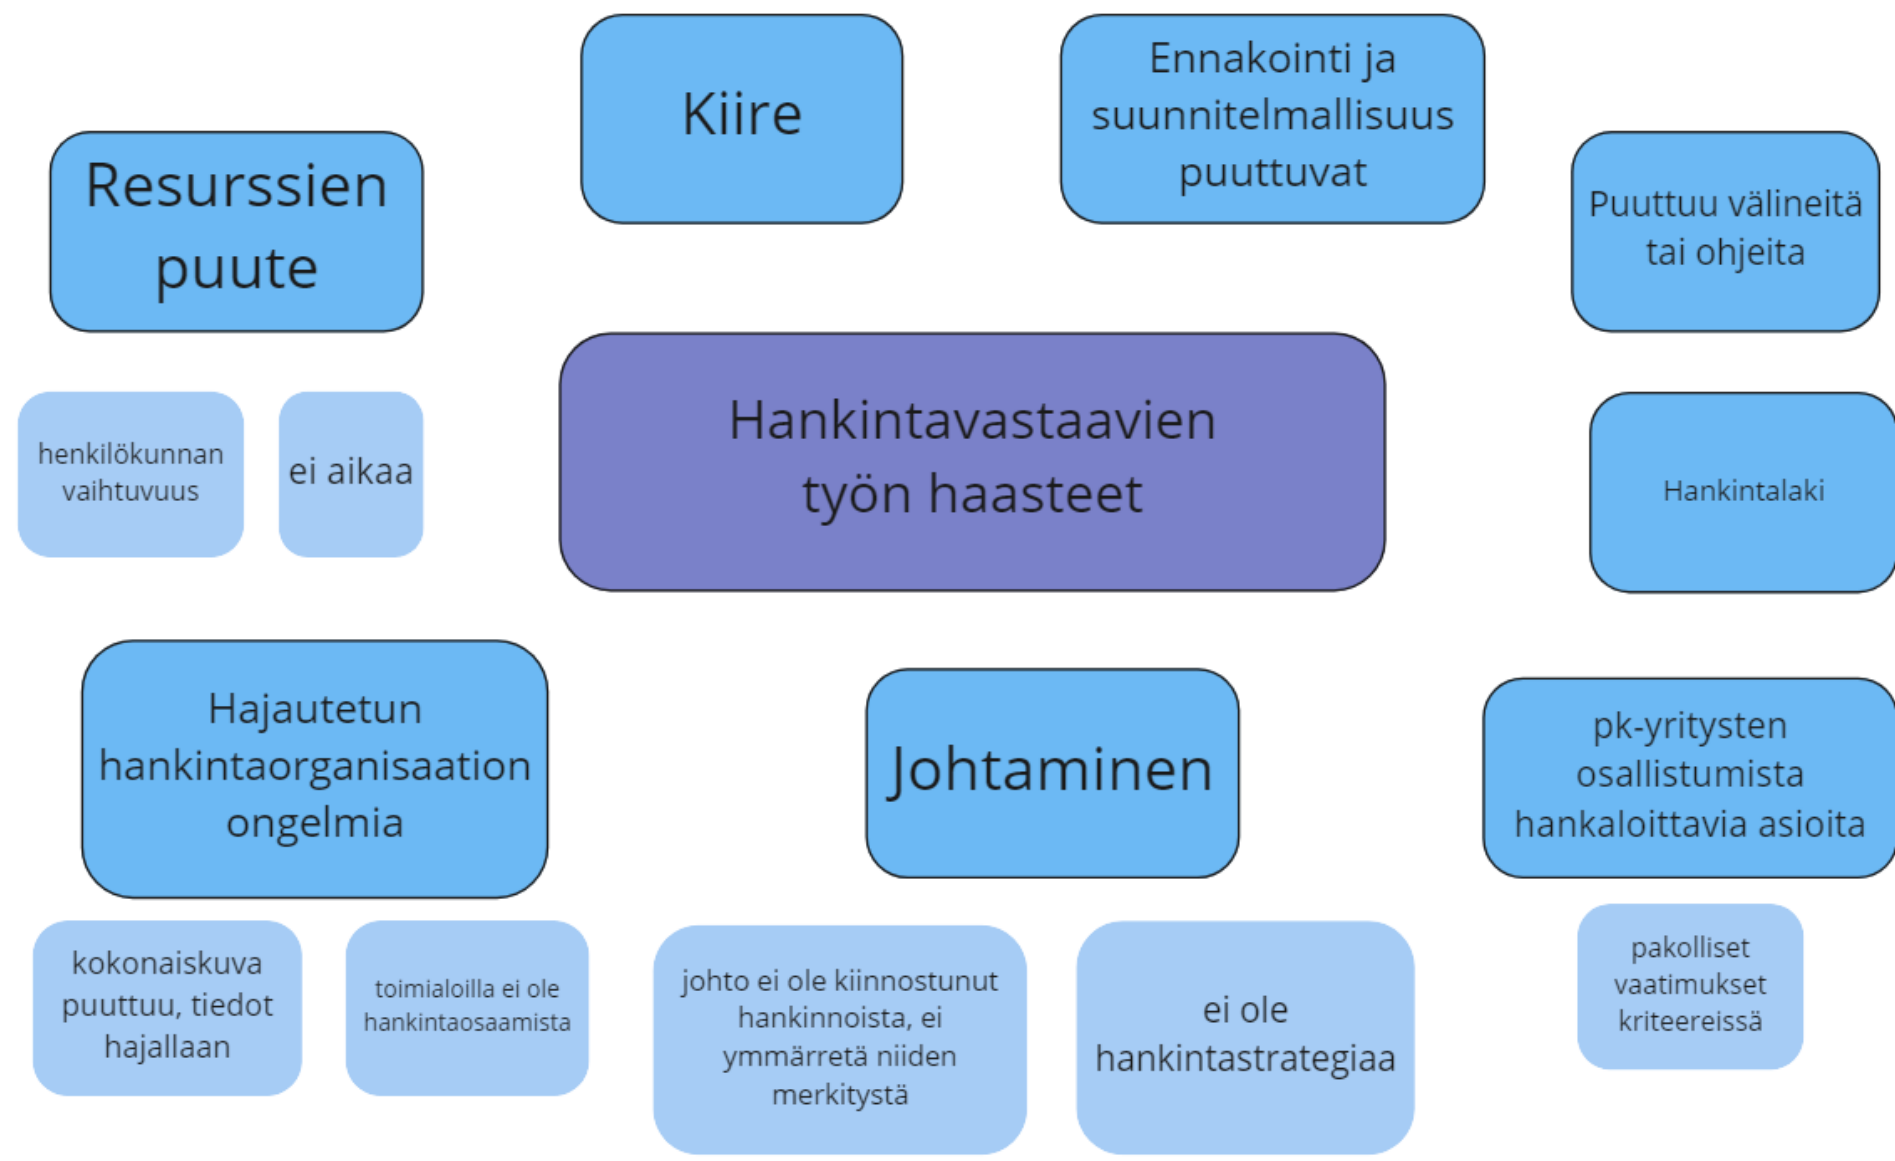 Kiire
Ennakointi ja
suunnitelmallisuus
puuttuvat
Resurssien
puute
Puuttuu välineitä
tai ohjeita
henkilökunnan
vaihtuvuus
ei aikaa
Hankintavastaavien
työn haasteet
Hankintalaki
Hajautetun
hankintaorganisaation
ongelmia
Johtaminen
pk-yritysten
osallistumista
hankaloittavia asioita
kokonaiskuva
puuttuu, tiedot
hajallaan
toimialoilla ei ole
hankintaosaamista
johto ei ole kiinnostunut
hankinnoista, ei
ymmärretä niiden
merkitystä
ei ole
hankintastrategiaa
pakolliset
vaatimukset
kriteereissä